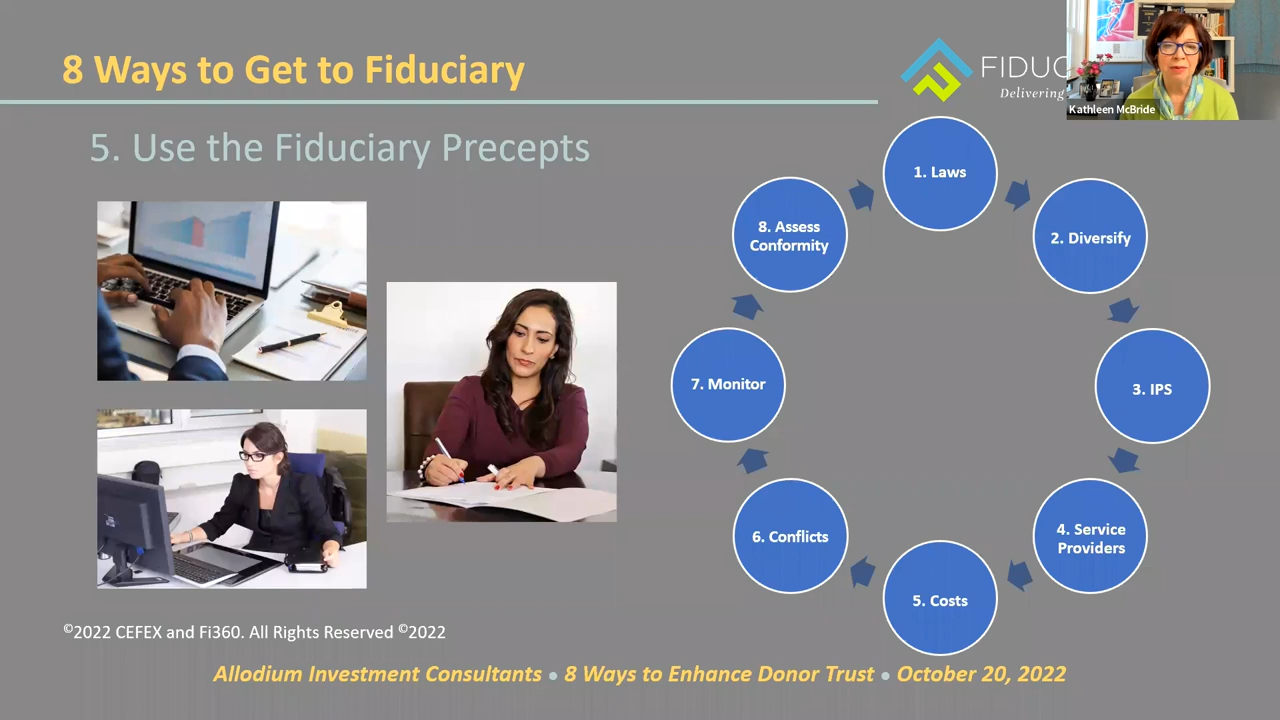 8 Ways to Get to Fiduciary
FIDUC
Delivering
Kathleen McBride
5. Use the Fiduciary Precepts
1. Laws
2. Diversify
3. IPS
4. Service
Providers
5. Costs
6. Conflicts
7. Monitor
8. Assess
Conformity
©2022 CEFEX and Fi360. All Rights Reserved ©2022
Allodium Investment Consultants • 8 Ways to Enhance Donor Trust • October 20, 2022